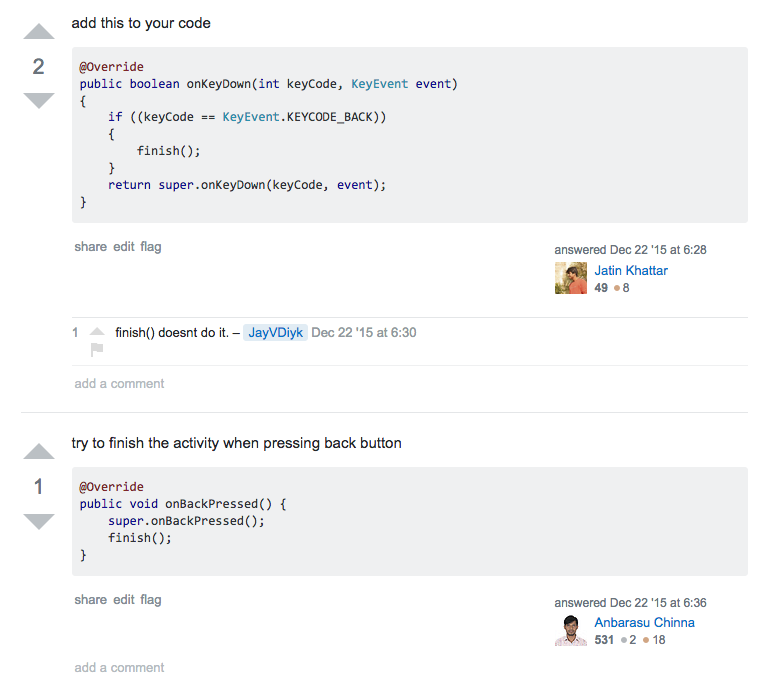 add this to your code
2
@Override
public boolean onKeyDown(int keyCode, KeyEvent event)
{
    if ((keyCode == KeyEvent.KEYCODE_BACK))
    {
        finish();
    }
    return super.onKeyDown(keyCode, event);
}
share edit flag
answered Dec 22 '15 at 6:28
Jatin Khattar
49 ●8
1 finish() doesnt do it. – JayVDiyk Dec 22 '15 at 6:30
add a comment
try to finish the activity when pressing back button
1
@Override
public void onBackPressed() {
    super.onBackPressed();
    finish();
}
share edit flag
answered Dec 22 '15 at 6:36
Anbarasu Chinna
531 ●2 ●18
add a comment